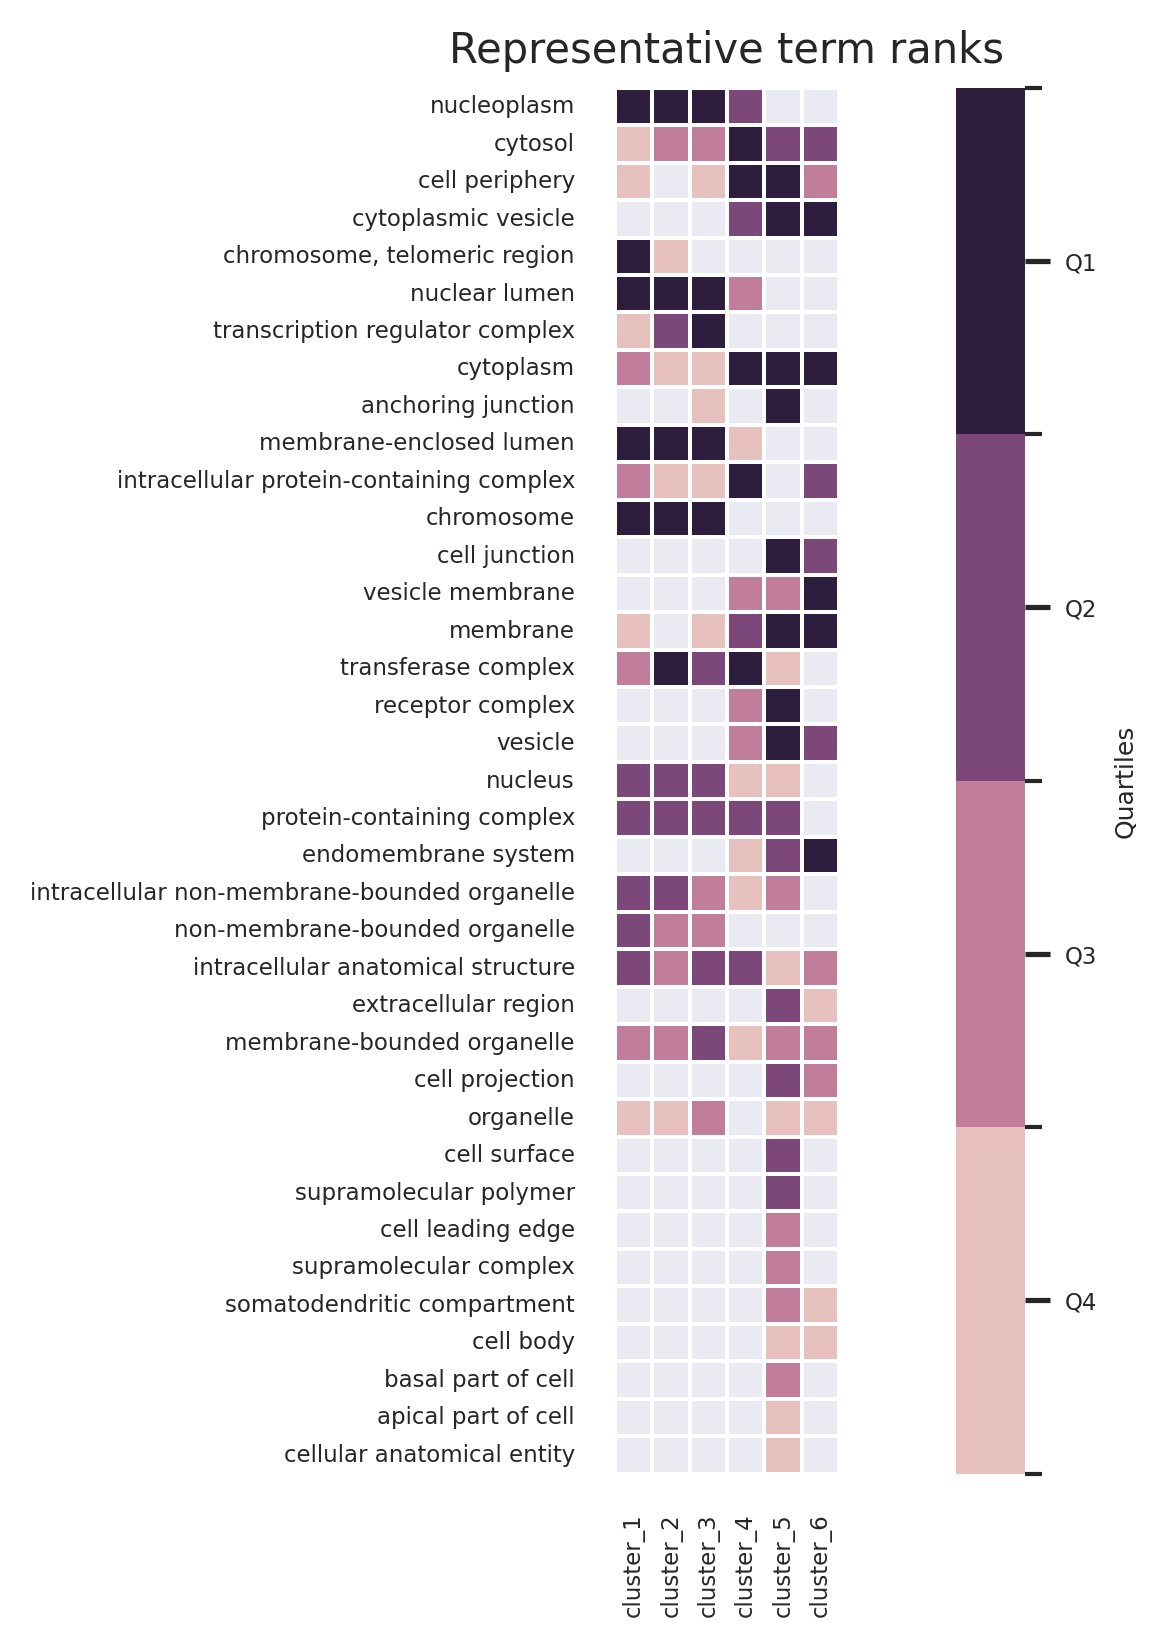 Representative term ranks
nucleoplasm
cytosol
cell periphery
cytoplasmic vesicle
chromosome, telomeric region
nuclear lumen
transcription regulator complex
cytoplasm
anchoring junction
membrane-enclosed lumen
intracellular protein-containing complex
chromosome
cell junction
vesicle membrane
membrane
transferase complex
receptor complex
vesicle
nucleus
protein-containing complex
endomembrane system
intracellular non-membrane-bounded organelle
non-membrane-bounded organelle
intracellular anatomical structure
extracellular region
membrane-bounded organelle
cell projection
organelle
cell surface
supramolecular polymer
cell leading edge
supramolecular complex
somatodendritic compartment
cell body
basal part of cell
apical part of cell
cellular anatomical entity
cluster_1
cluster_2
cluster_3
cluster_4
cluster_5
cluster_6
Q1
Q2
Q3
Q4
Quartiles